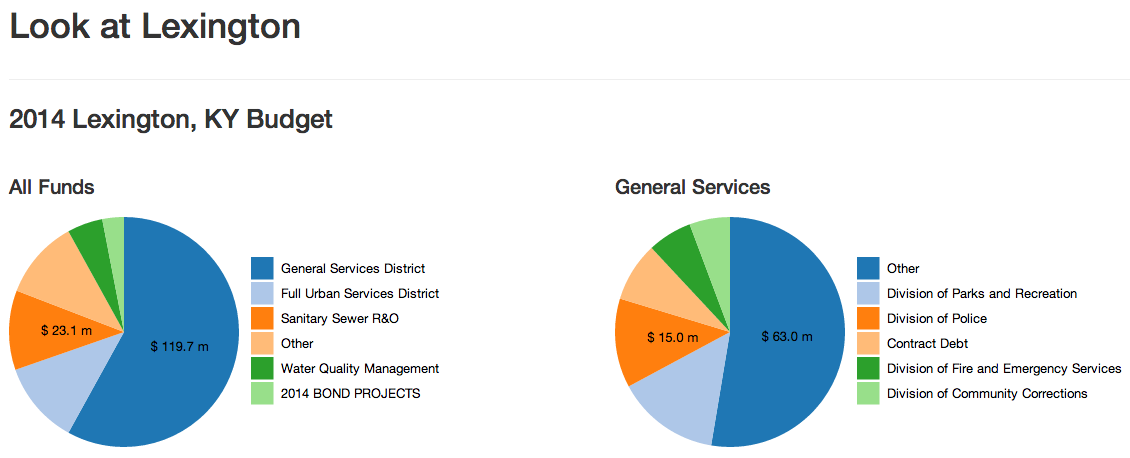 Look at Lexington
2014 Lexington, KY Budget
All Funds
$ 23.1 m
$ 119.7 m
General Services District
Full Urban Services District
Sanitary Sewer R&O
Other
Water Quality Management
2014 BOND PROJECTS
General Services
$ 15.0 m
$ 63.0 m
Other
Division of Parks and Recreation
Division of Police
Contract Debt
Division of Fire and Emergency Services
Division of Community Corrections